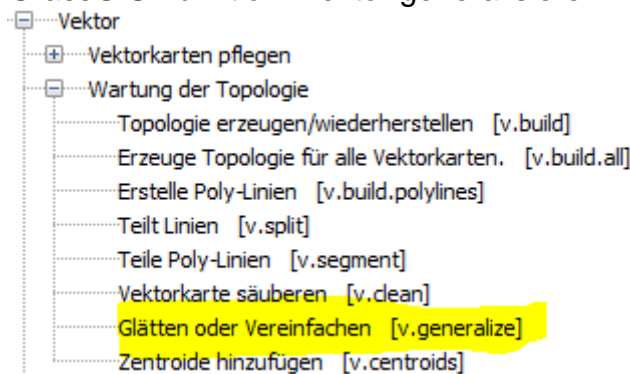 Vektor
Vektorkarten pflegen
Wartung der Topologie
Topologie erzeugen/wiederherstellen [v.build]
Erzeuge Topologie für alle Vektorkarten. [v.build.all]
Erstelle Poly-Linien [v.build.polylines]
Teilt Linien [v.split]
Teile Poly-Linien [v.segment]
Vektorkarte säuberen [v.clean]
Glätten oder Vereinfachen [v.generalize]
Zentroide hinzufügen [v.centroids]